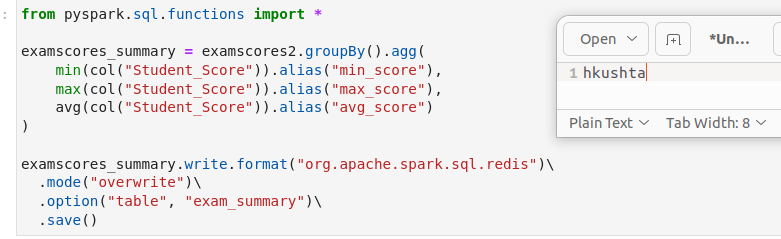 :
from pyspark.sql.functions import *
examscores_summary = examscores2.groupBy().agg(
    min(col("Student_Score")).alias("min_score"),
    max(col("Student_Score")).alias("max_score"),
    avg(col("Student_Score")).alias("avg_score")
)
examscores_summary.write.format("org.apache.spark.sql.redis")\
  .mode("overwrite")\
  .option("table", "exam_summary")\
  .save()
Open *Un...
1 hkushta
Plain Text Tab Width: 8